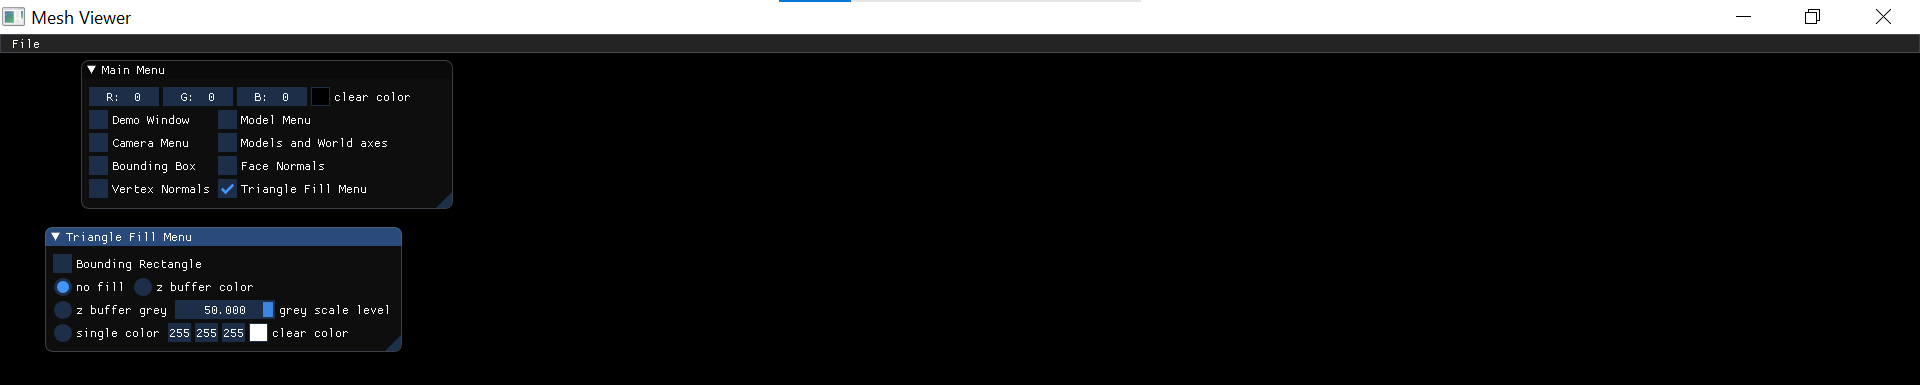 Mesh Viewer
File
Main Menu
R: 0 G: 0 B: 0 clear color
Demo Window Model Menu
Camera Menu Models and World axes
Bounding Box Face Normals
Vertex Normals Triangle Fill Menu
Triangle Fill Menu
Bounding Rectangle
no fill z buffer color
z buffer grey 50.000 grey scale level
single color 255 255 255 clear color